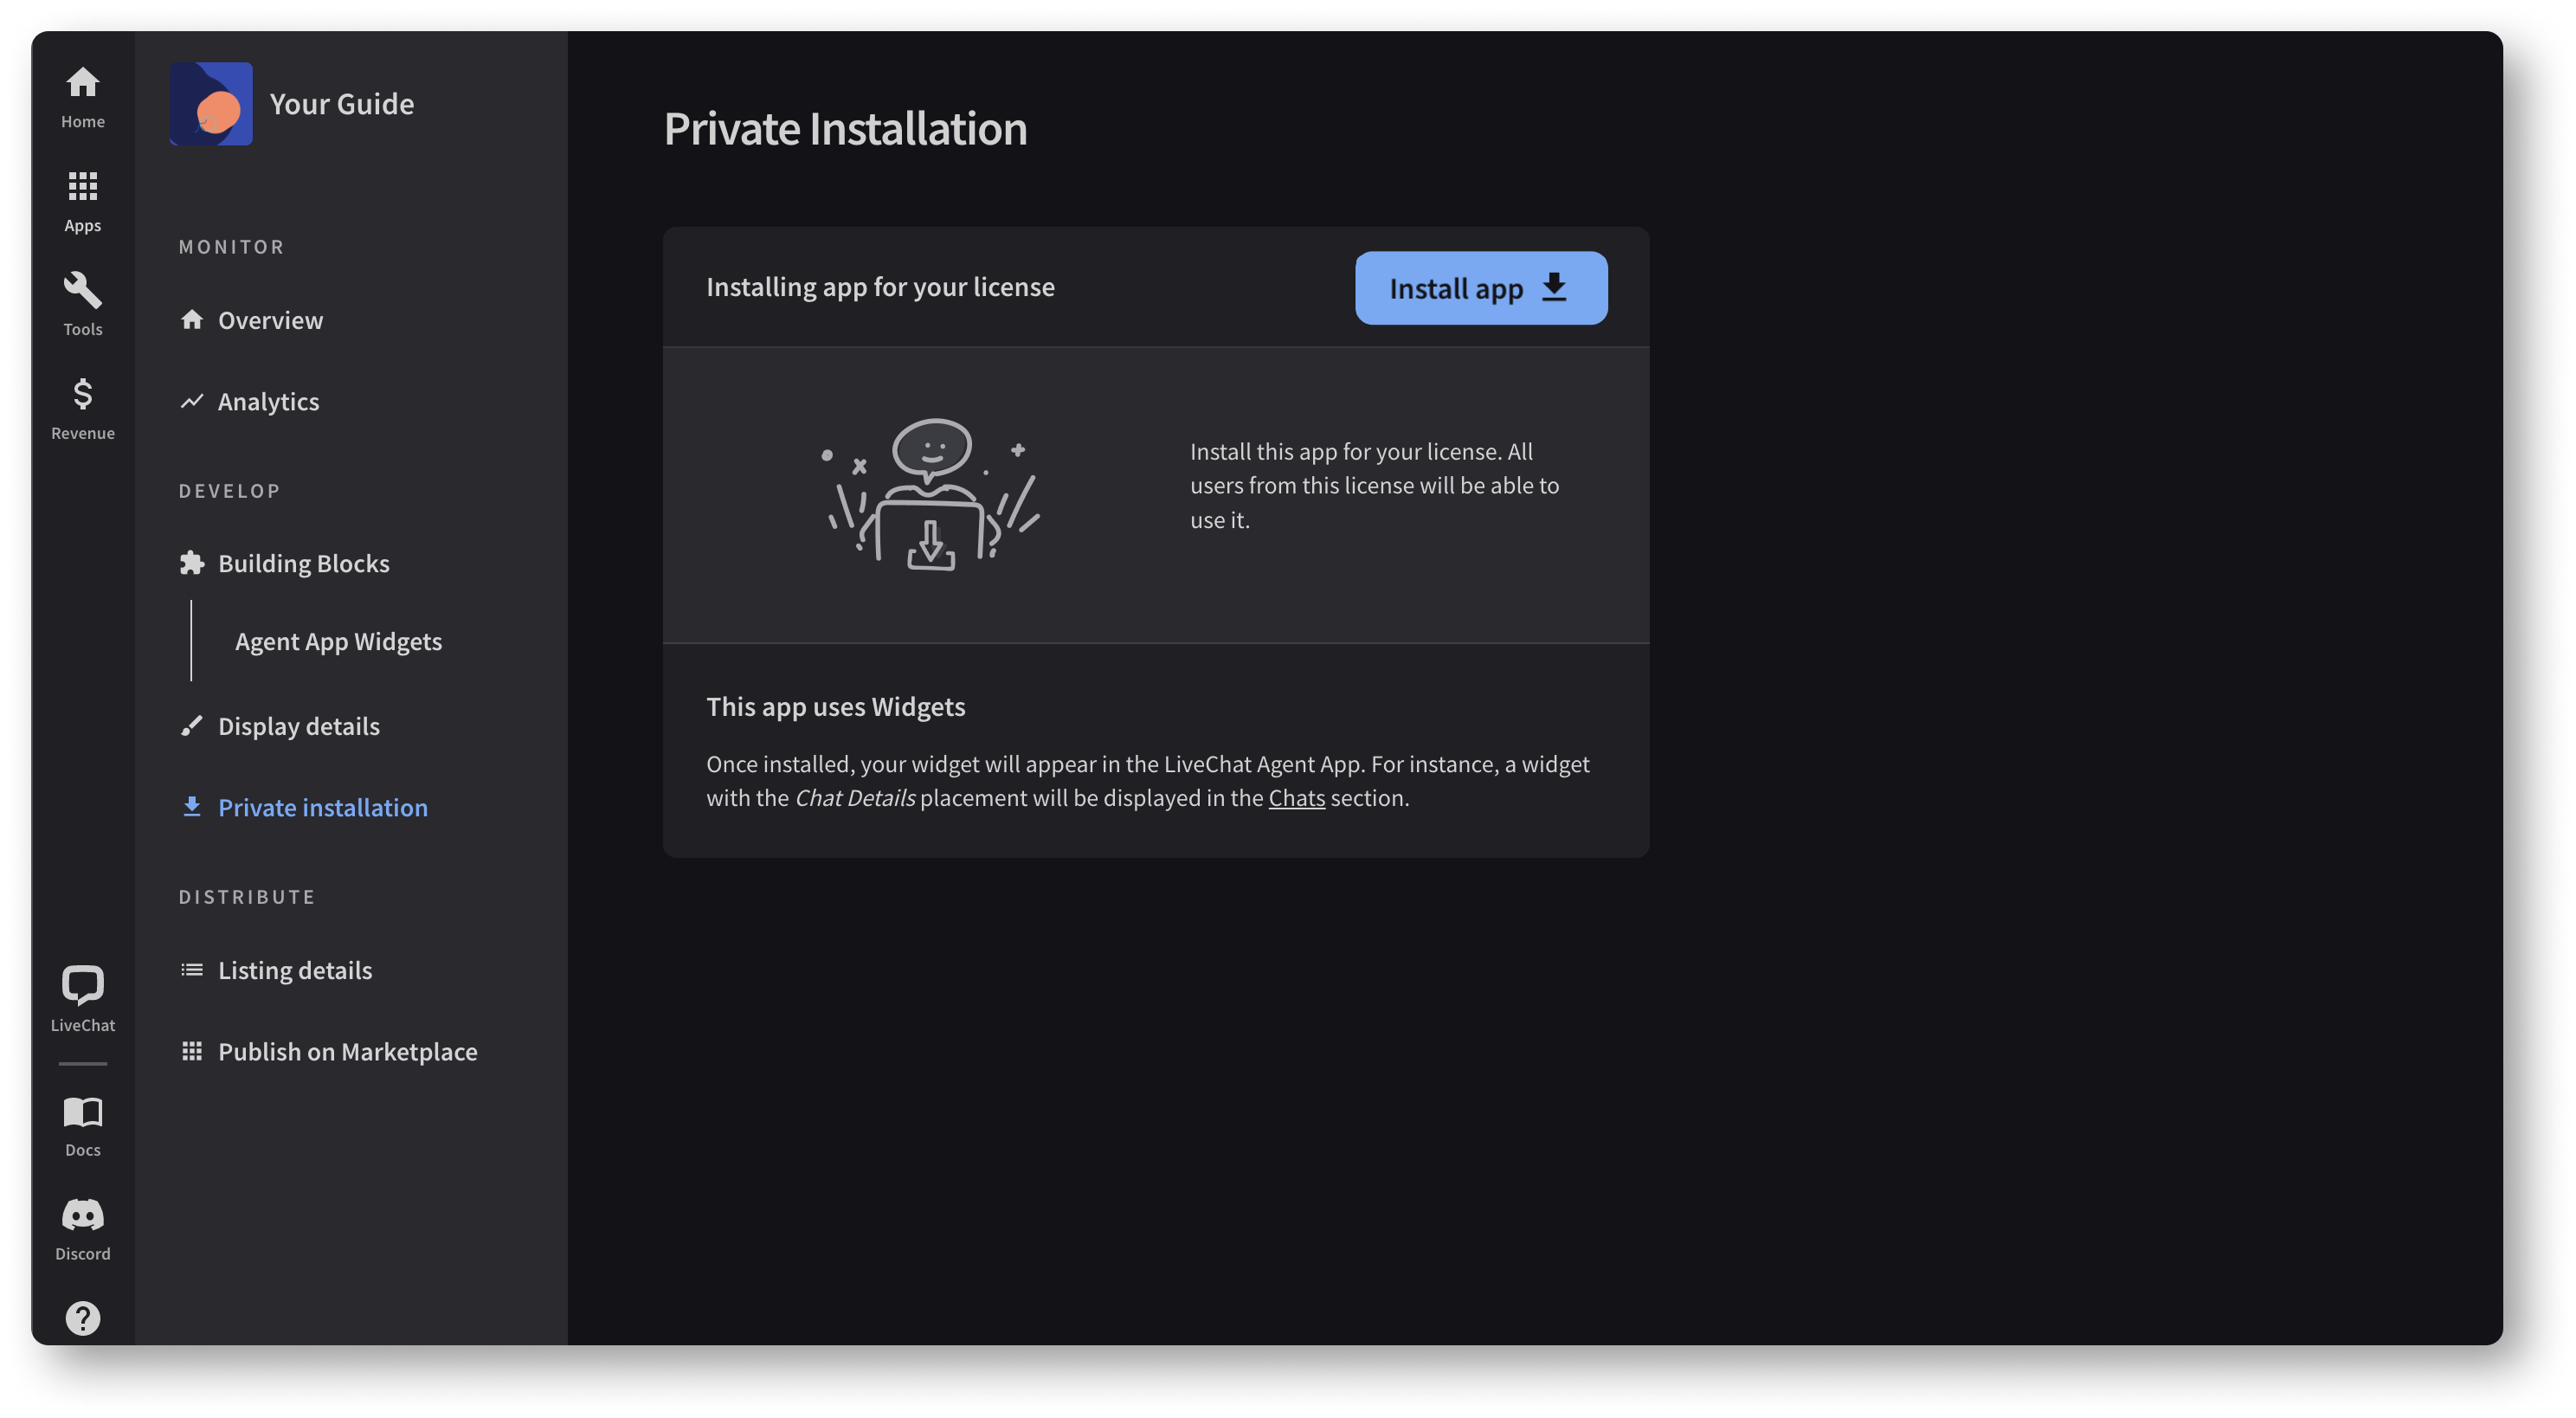 Home
Apps
Tools
Revenue
LiveChat
Docs
Discord
Your Guide
MONITOR
Overview
Analytics
DEVELOP
Building Blocks
Agent App Widgets
Display details
Private installation
DISTRIBUTE
Listing details
Publish on Marketplace
Private Installation
Installing app for your license
Install app
Install this app for your license. All
users from this license will be able to
use it.
This app uses Widgets
Once installed, your widget will appear in the LiveChat Agent App. For instance, a widget
with the Chat Details placement will be displayed in the Chats section.